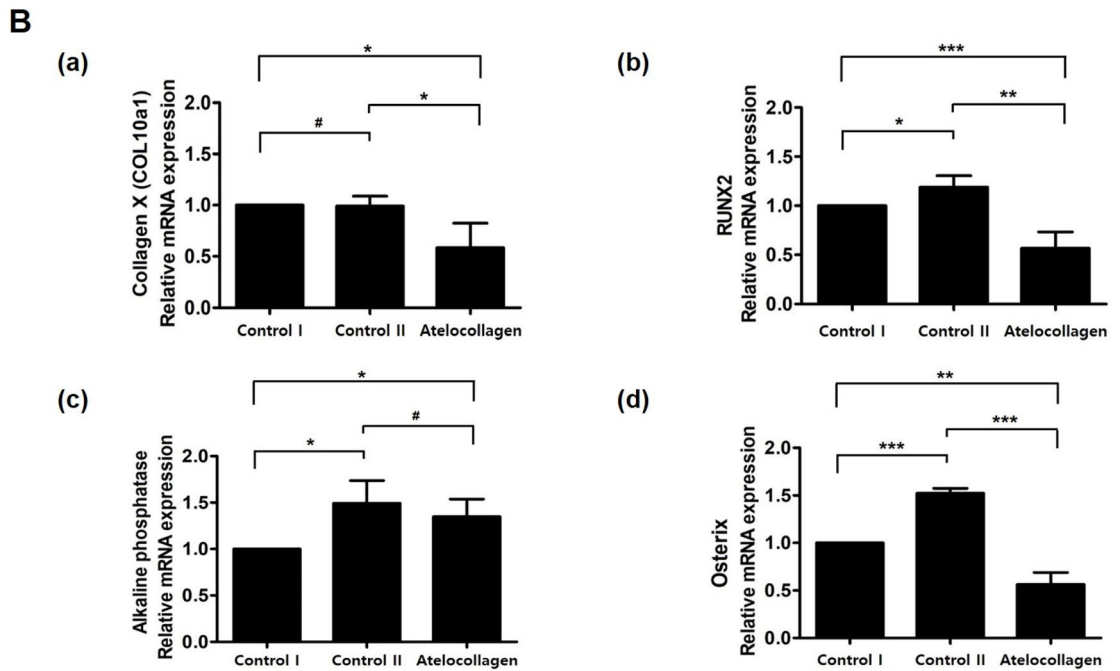 B
(a)
Collagen X (COL10a1)
Relative mRNA expression
2.0
1.5
1.0
0.5
0.0
*
*
#
Control I Control II Atelocollagen
(b)
RUNX2
Relative mRNA expression
2.0
1.5
1.0
0.5
0.0
***
**
*
Control I Control II Atelocollagen
(c)
Alkaline phosphatase
Relative mRNA expression
2.0
1.5
1.0
0.5
0.0
*
#
*
Control I Control II Atelocollagen
(d)
Osterix
Relative mRNA expression
2.0
1.5
1.0
0.5
0.0
**
***
***
Control I Control II Atelocollagen